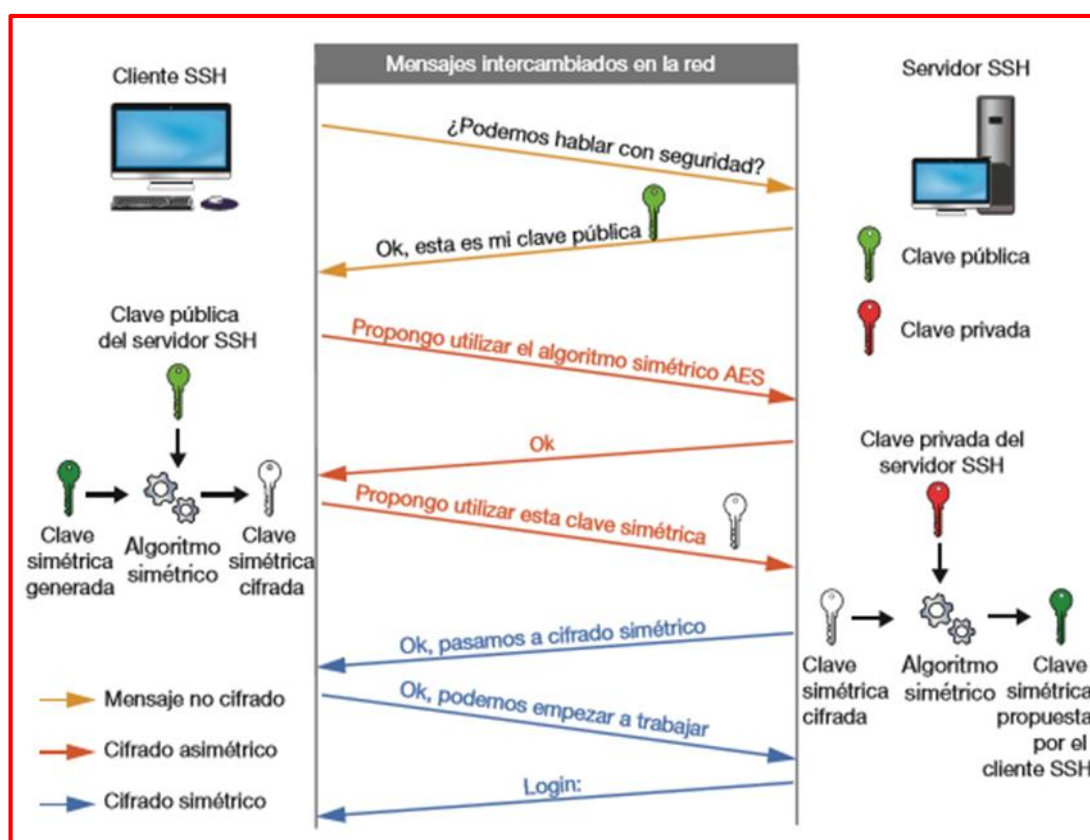 Mensajes intercambiados en la red
Cliente SSH
Servidor SSH
¿Podemos hablar con seguridad?
Ok, esta es mi clave pública
Clave pública
Clave privada
Clave pública
del servidor SSH
Propongo utilizar el algoritmo simétrico AES
Ok
Clave privada del
servidor SSH
Propongo utilizar esta clave simétrica
Clave
simétrica
generada
Algoritmo
simétrico
Clave
simétrica
cifrada
Ok, pasamos a cifrado simétrico
Clave
simétrica
cifrada
Algoritmo
simétrico
Clave
simétrica
propuesta
por el
cliente SSH
Ok, podemos empezar a trabajar
Login:
Mensaje no cifrado
Cifrado asimétrico
Cifrado simétrico